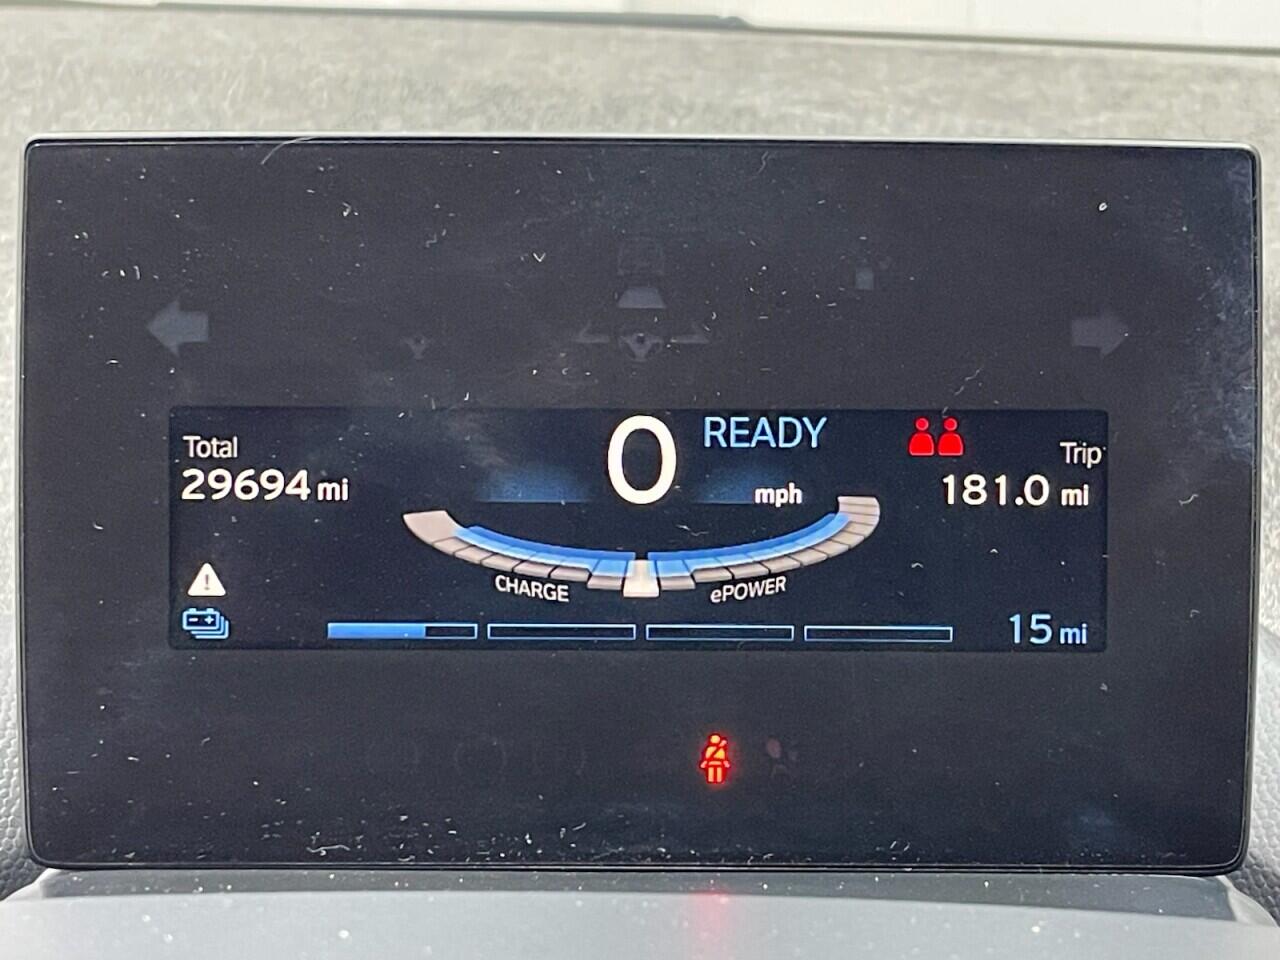 0 READY
Total
Trip
29694 mi
mph
181.0 mi
CHARGE
ePOWER
15 mi